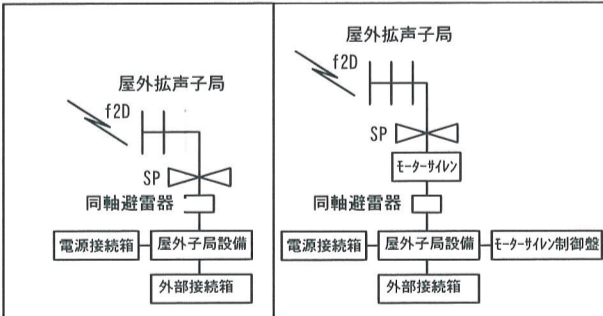 屋外拡声子局
f2D
SP
同軸避雷器
電源接続箱
屋外子局設備
外部接続箱
屋外拡声子局
f2D
SP
モーターサイレン
同軸避雷器
電源接続箱
屋外子局設備
モーターサイレン制御盤
外部接続箱